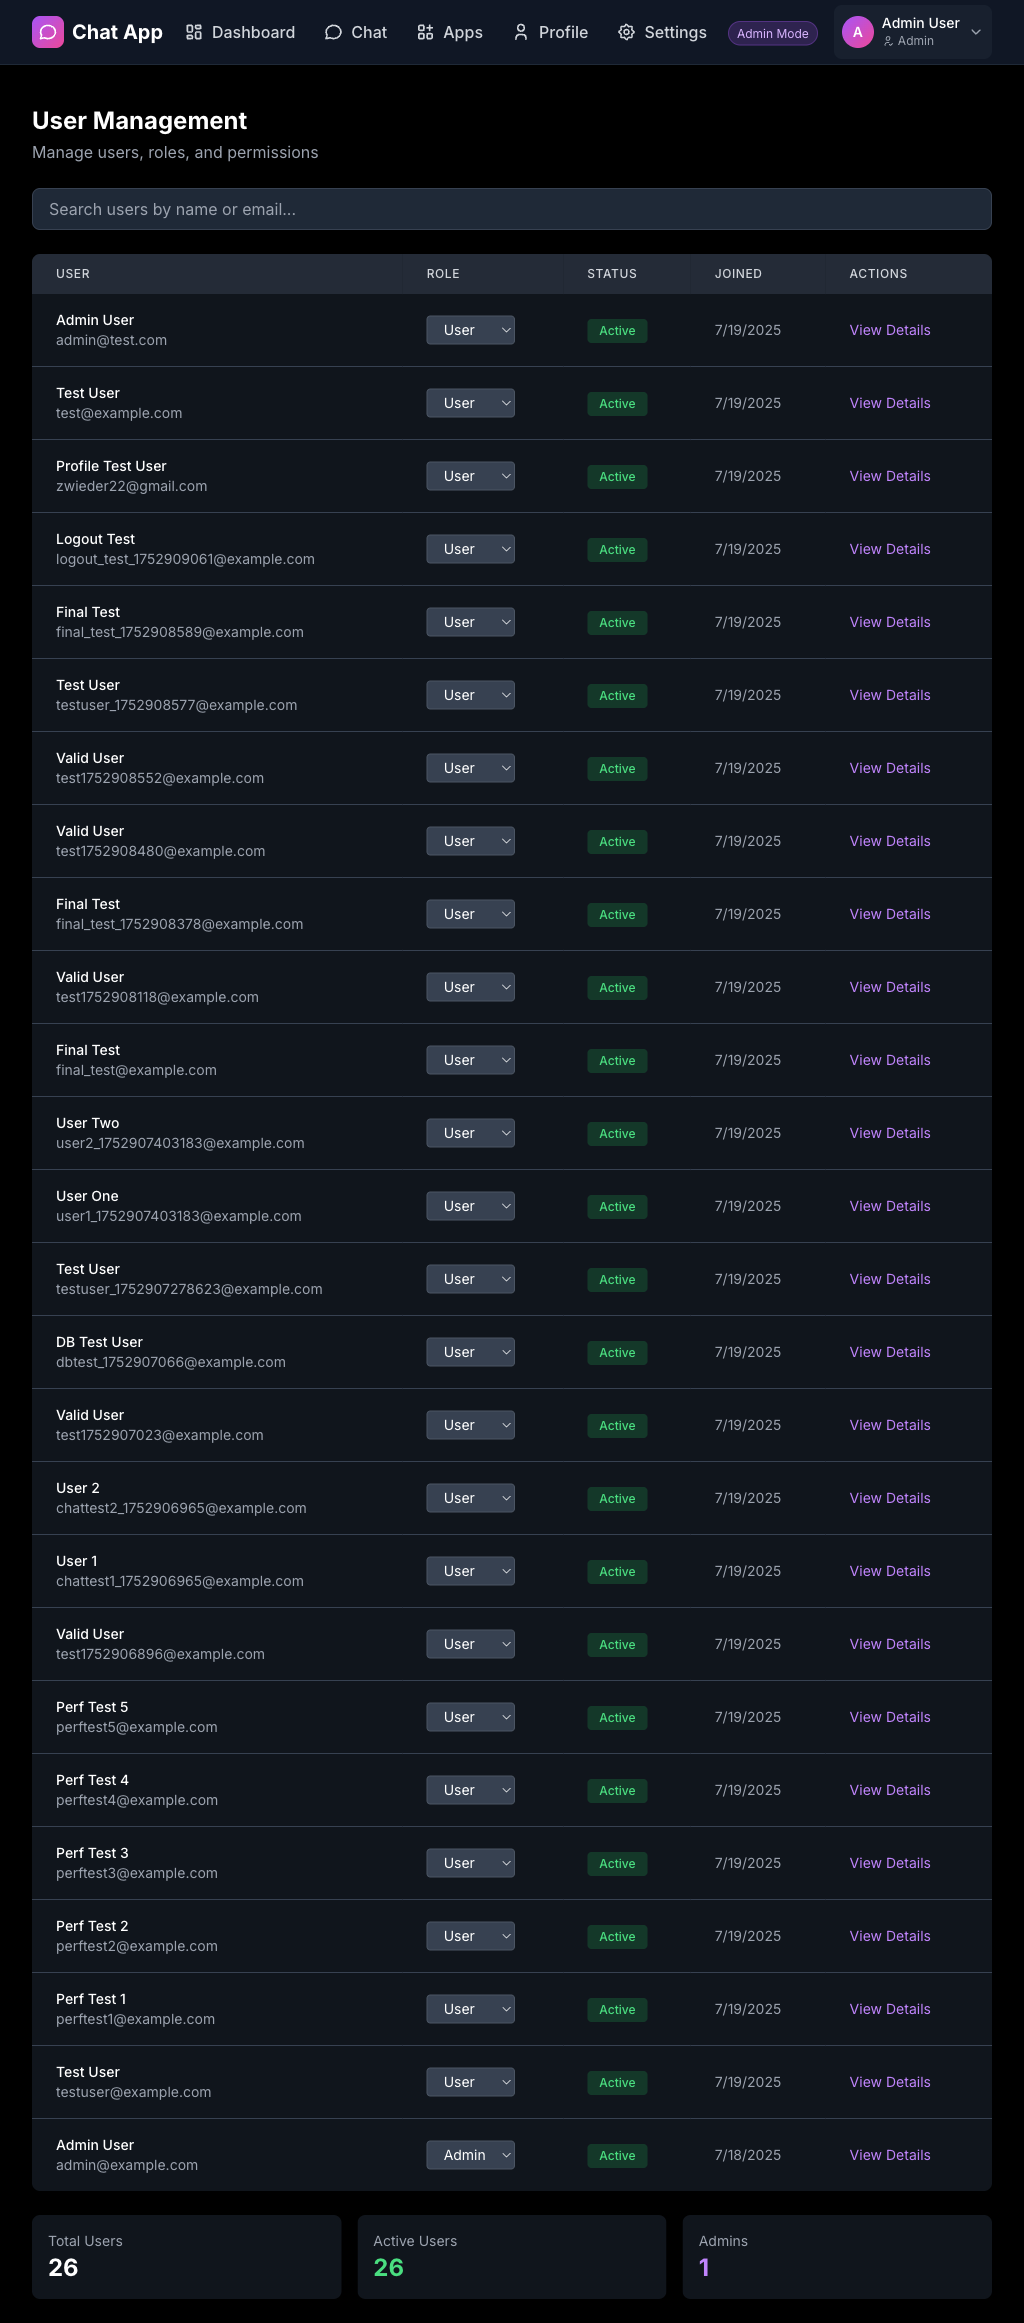 Chat App Dashboard Chat Apps Profile Settings Admin Mode A Admin User
Admin
User Management
Manage users, roles, and permissions
Search users by name or email...
USER ROLE STATUS JOINED ACTIONS
Admin User
admin@test.com User Active 7/19/2025 View Details
Test User
test@example.com User Active 7/19/2025 View Details
Profile Test User
zwieder22@gmail.com User Active 7/19/2025 View Details
Logout Test
logout_test_1752909061@example.com User Active 7/19/2025 View Details
Final Test
final_test_1752908589@example.com User Active 7/19/2025 View Details
Test User
testuser_1752908577@example.com User Active 7/19/2025 View Details
Valid User
test1752908552@example.com User Active 7/19/2025 View Details
Valid User
test1752908480@example.com User Active 7/19/2025 View Details
Final Test
final_test_1752908378@example.com User Active 7/19/2025 View Details
Valid User
test1752908118@example.com User Active 7/19/2025 View Details
Final Test
final_test@example.com User Active 7/19/2025 View Details
User Two
user2_1752907403183@example.com User Active 7/19/2025 View Details
User One
user1_1752907403183@example.com User Active 7/19/2025 View Details
Test User
testuser_1752907278623@example.com User Active 7/19/2025 View Details
DB Test User
dbtest_1752907066@example.com User Active 7/19/2025 View Details
Valid User
test1752907023@example.com User Active 7/19/2025 View Details
User 2
chattest2_1752906965@example.com User Active 7/19/2025 View Details
User 1
chattest1_1752906965@example.com User Active 7/19/2025 View Details
Valid User
test1752906896@example.com User Active 7/19/2025 View Details
Perf Test 5
perftest5@example.com User Active 7/19/2025 View Details
Perf Test 4
perftest4@example.com User Active 7/19/2025 View Details
Perf Test 3
perftest3@example.com User Active 7/19/2025 View Details
Perf Test 2
perftest2@example.com User Active 7/19/2025 View Details
Perf Test 1
perftest1@example.com User Active 7/19/2025 View Details
Test User
testuser@example.com User Active 7/19/2025 View Details
Admin User
admin@example.com Admin Active 7/18/2025 View Details
Total Users Active Users Admins
26 26 1